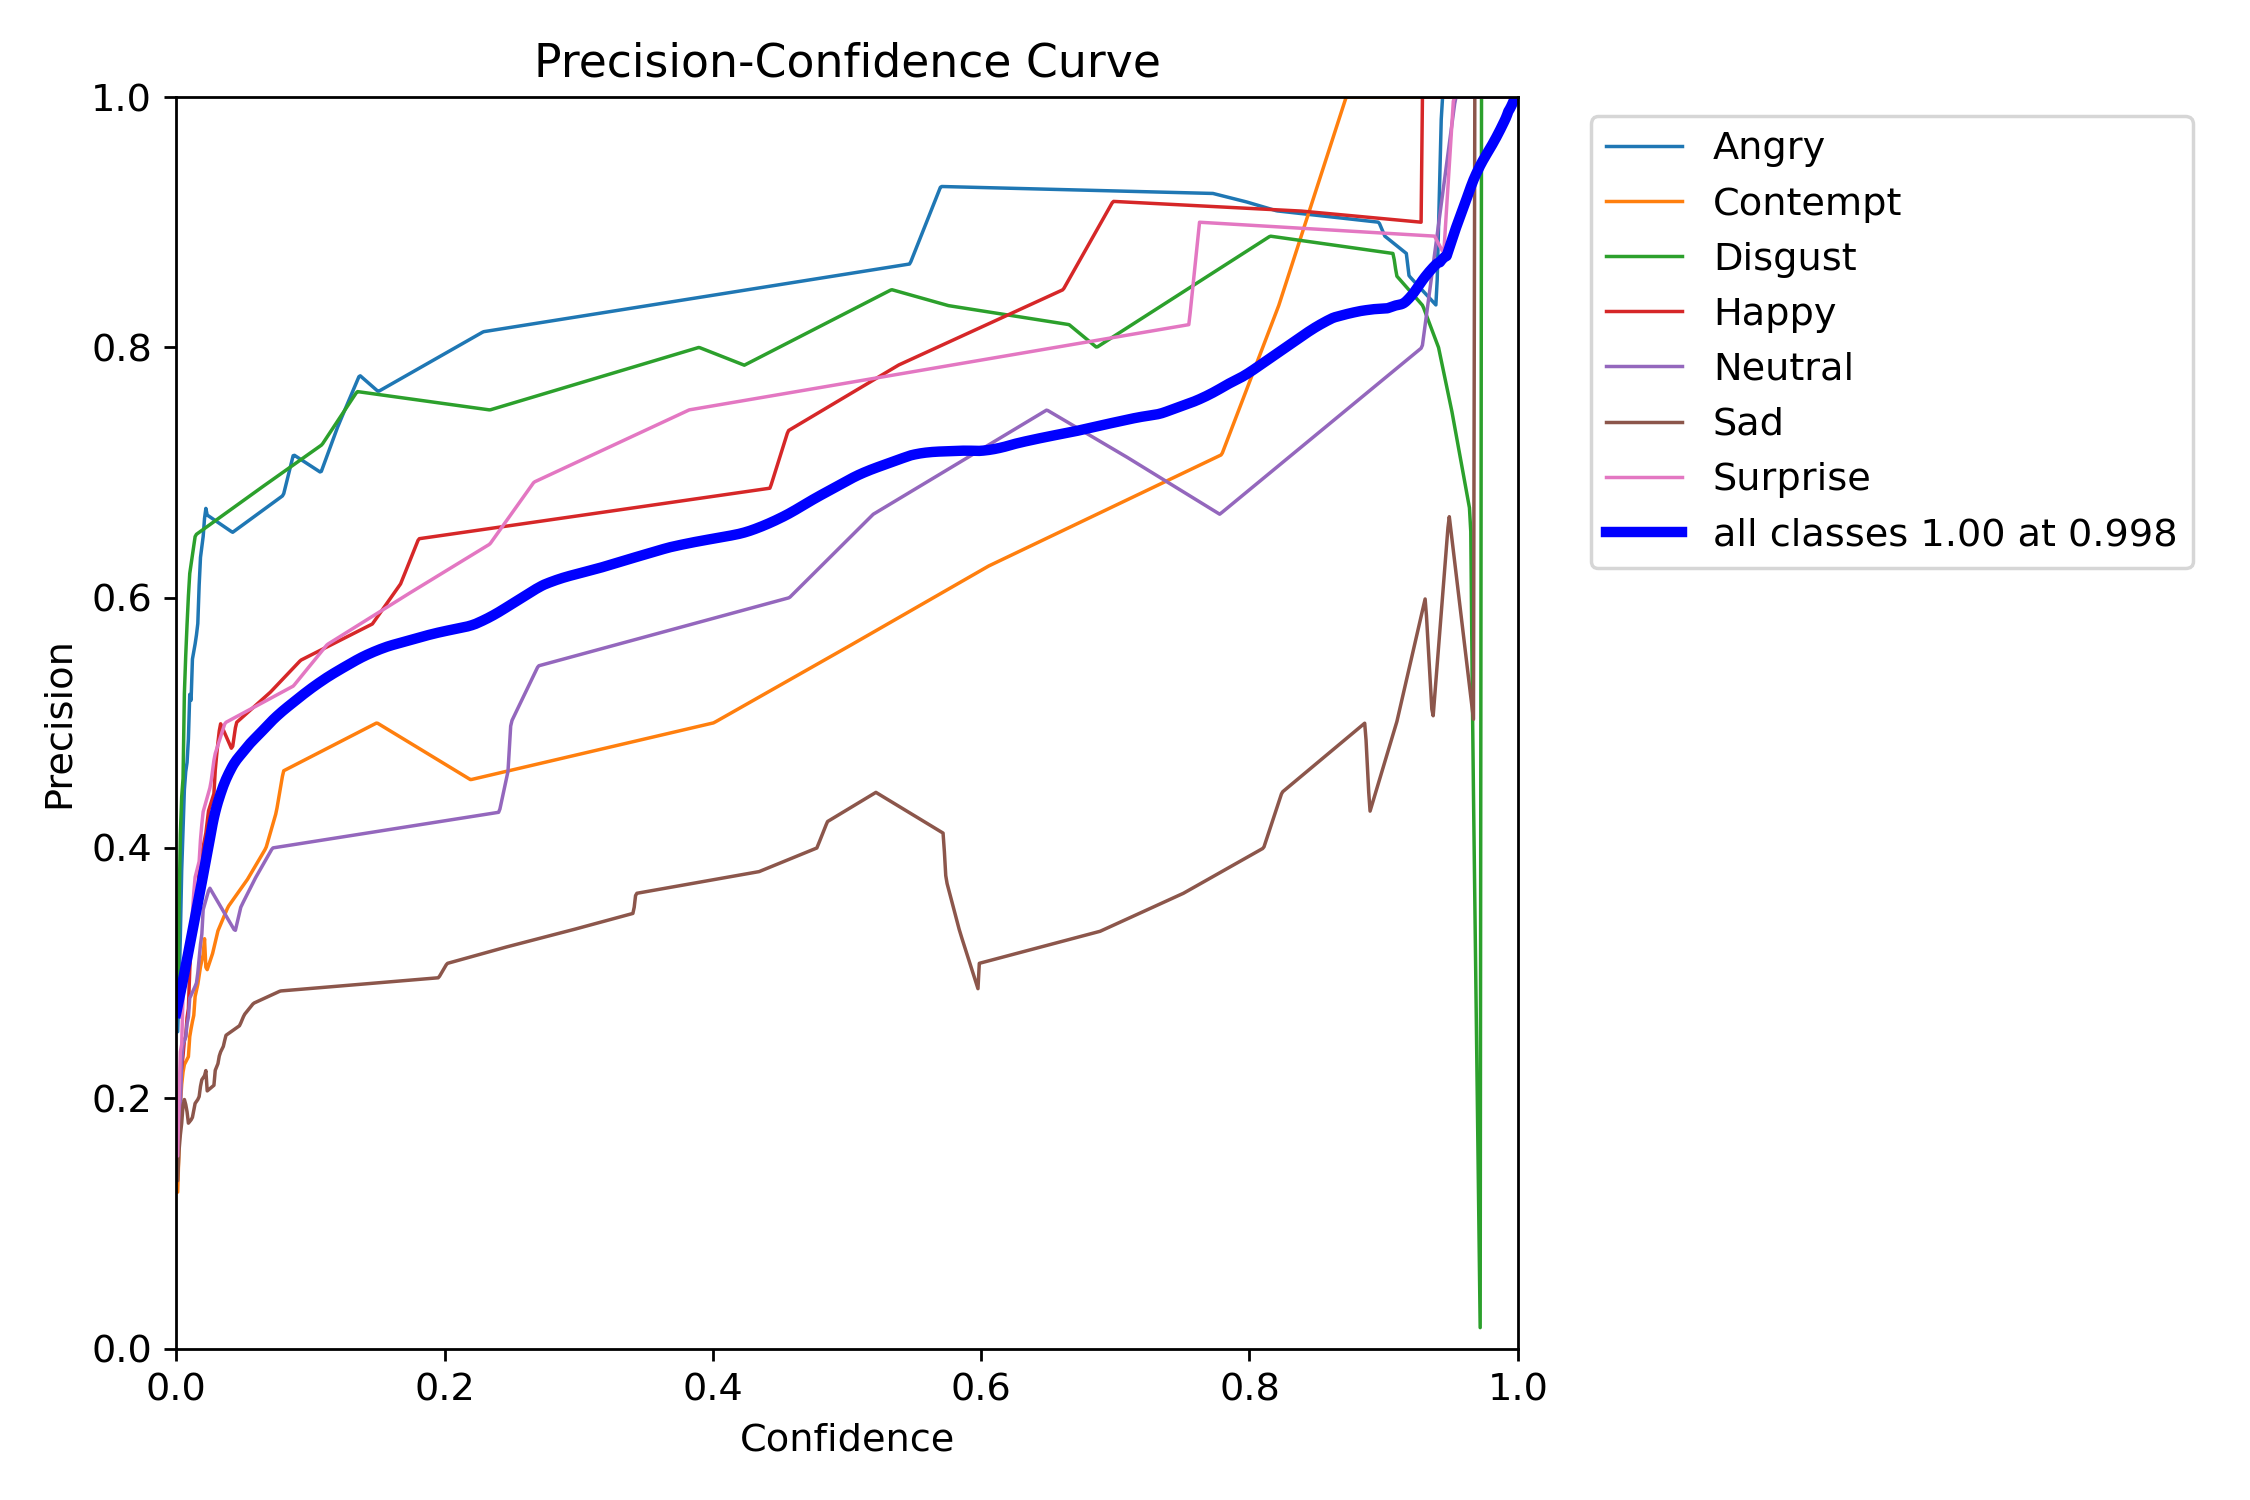 Precision-Confidence Curve
1.0
0.8
0.6
0.4
0.2
0.0
Precision
0.0 0.2 0.4 0.6 0.8 1.0
Confidence
Angry
Contempt
Disgust
Happy
Neutral
Sad
Surprise
all classes 1.00 at 0.998